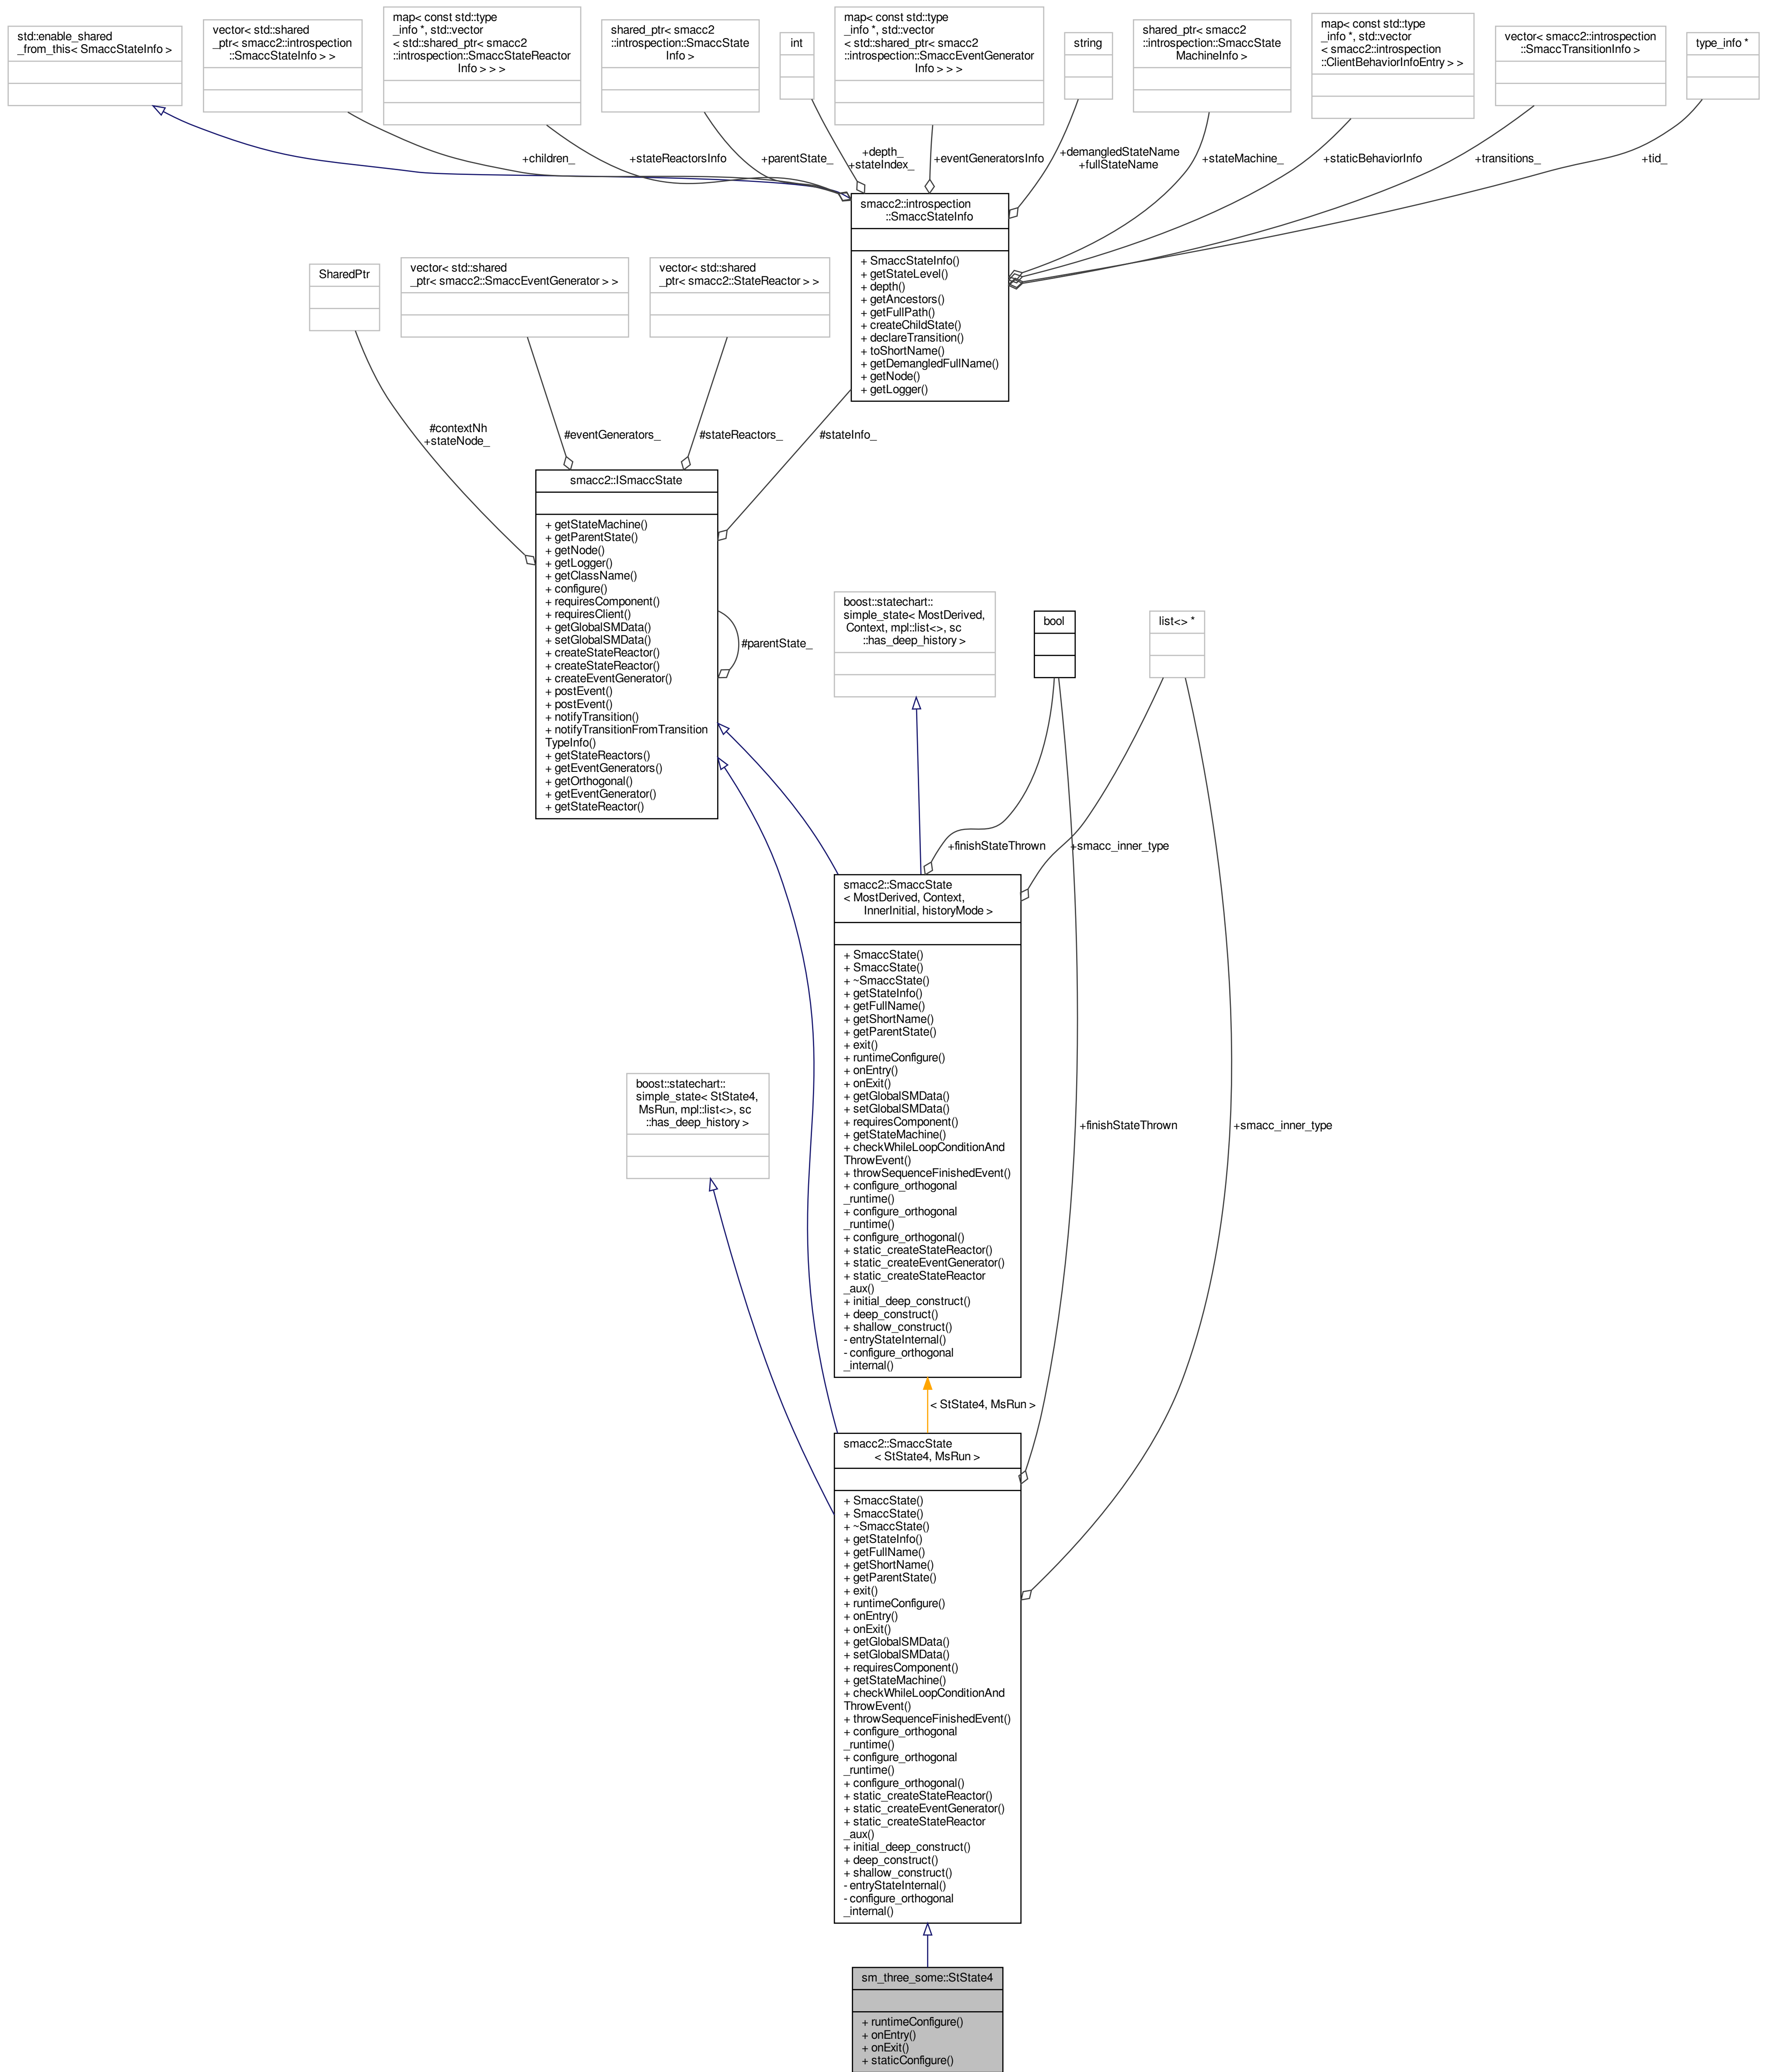 std::enable_shared
_from_this< SmaccStateInfo >
vector< std::shared
_ptr< smacc2::introspection
::SmaccStateInfo > >
map< const std::type
_info *, std::vector
< std::shared_ptr< smacc2
::introspection::SmaccStateReactor
Info > > >
shared_ptr< smacc2
::introspection::SmaccState
Info >
int
map< const std::type
_info *, std::vector
< std::shared_ptr< smacc2
::introspection::SmaccEventGenerator
Info > > >
string
shared_ptr< smacc2
::introspection::SmaccState
MachineInfo >
map< const std::type
_info *, std::vector
< smacc2::introspection
::ClientBehaviorInfoEntry > >
vector< smacc2::introspection
::SmaccTransitionInfo >
type_info *
+children_
+stateReactorsInfo
+parentState_
+depth_
+stateIndex_
+eventGeneratorsInfo
+demangledStateName
+fullStateName
+stateMachine_
+staticBehaviorInfo
+transitions_
+tid_
smacc2::introspection
::SmaccStateInfo
+ SmaccStateInfo()
+ getStateLevel()
+ depth()
+ getAncestors()
+ getFullPath()
+ createChildState()
+ declareTransition()
+ toShortName()
+ getDemangledFullName()
+ getNode()
+ getLogger()
SharedPtr
vector< std::shared
_ptr< smacc2::SmaccEventGenerator > >
vector< std::shared
_ptr< smacc2::StateReactor > >
#contextNh
+stateNode_
#eventGenerators_
#stateReactors_
#stateInfo_
smacc2::ISmaccState
+ getStateMachine()
+ getParentState()
+ getNode()
+ getLogger()
+ getClassName()
+ configure()
+ requiresComponent()
+ requiresClient()
+ getGlobalSMData()
+ setGlobalSMData()
+ createStateReactor()
+ createStateReactor()
+ createEventGenerator()
+ postEvent()
+ postEvent()
+ notifyTransition()
+ notifyTransitionFromTransition
TypeInfo()
+ getStateReactors()
+ getEventGenerators()
+ getOrthogonal()
+ getEventGenerator()
+ getStateReactor()
#parentState_
boost::statechart::
simple_state< MostDerived,
Context, mpl::list<>, sc
::has_deep_history >
bool
list<> *
+finishStateThrown
+smacc_inner_type
smacc2::SmaccState
< MostDerived, Context,
InnerInitial, historyMode >
+ SmaccState()
+ SmaccState()
+ ~SmaccState()
+ getStateInfo()
+ getFullName()
+ getShortName()
+ getParentState()
+ exit()
+ runtimeConfigure()
+ onEntry()
+ onExit()
+ getGlobalSMData()
+ setGlobalSMData()
+ requiresComponent()
+ getStateMachine()
+ checkWhileLoopConditionAnd
ThrowEvent()
+ throwSequenceFinishedEvent()
+ configure_orthogonal
_runtime()
+ configure_orthogonal
_runtime()
+ configure_orthogonal()
+ static_createStateReactor()
+ static_createEventGenerator()
+ static_createStateReactor
_aux()
+ initial_deep_construct()
+ deep_construct()
+ shallow_construct()
- entryStateInternal()
- configure_orthogonal
_internal()
boost::statechart::
simple_state< StState4,
MsRun, mpl::list<>, sc
::has_deep_history >
+finishStateThrown
+smacc_inner_type
< StState4, MsRun >
smacc2::SmaccState
< StState4, MsRun >
+ SmaccState()
+ SmaccState()
+ ~SmaccState()
+ getStateInfo()
+ getFullName()
+ getShortName()
+ getParentState()
+ exit()
+ runtimeConfigure()
+ onEntry()
+ onExit()
+ getGlobalSMData()
+ setGlobalSMData()
+ requiresComponent()
+ getStateMachine()
+ checkWhileLoopConditionAnd
ThrowEvent()
+ throwSequenceFinishedEvent()
+ configure_orthogonal
_runtime()
+ configure_orthogonal
_runtime()
+ configure_orthogonal()
+ static_createStateReactor()
+ static_createEventGenerator()
+ static_createStateReactor
_aux()
+ initial_deep_construct()
+ deep_construct()
+ shallow_construct()
- entryStateInternal()
- configure_orthogonal
_internal()
sm_three_some::StState4
+ runtimeConfigure()
+ onEntry()
+ onExit()
+ staticConfigure()